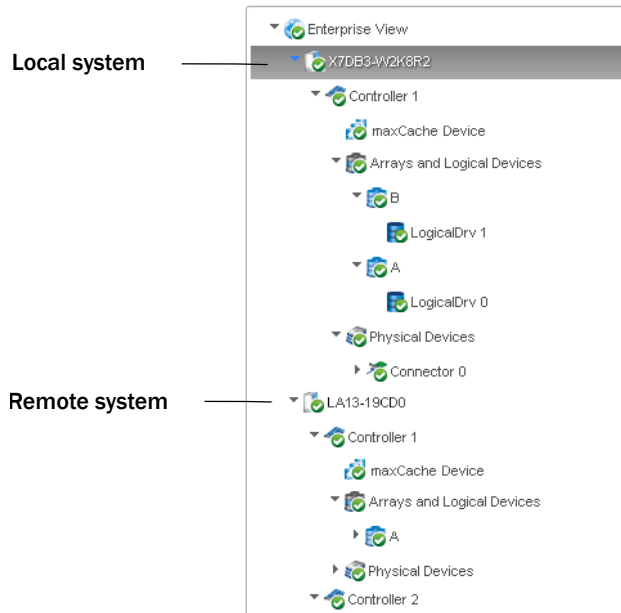 Enterprise View
Local system
X7DB3-W2K8R2
Controller 1
maxCache Device
Arrays and Logical Devices
B
LogicalDrv 1
A
LogicalDrv 0
Physical Devices
Connector 0
Remote system
LA13-19CD0
Controller 1
maxCache Device
Arrays and Logical Devices
A
Physical Devices
Controller 2